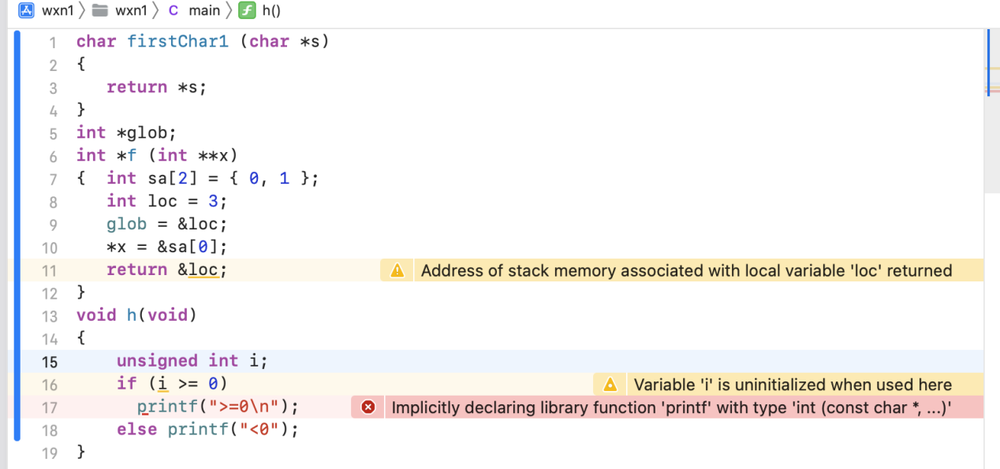 wxn1 〉 wxn1 〉 C main 〉 f h()
1 char firstChar1 (char *s)
2 {
3 return *s;
4 }
5 int *glob;
6 int *f (int **x)
7 { int sa[2] = { 0, 1 };
8 int loc = 3;
9 glob = &loc;
10 *x = &sa[0];
11 return &loc; Address of stack memory associated with local variable 'loc' returned
12 }
13 void h(void)
14 {
15 unsigned int i;
16 if (i >= 0) Variable 'i' is uninitialized when used here
17 printf(">=0\n"); Implicitly declaring library function 'printf' with type 'int (const char *, ...)'
18 else printf("<0");
19 }